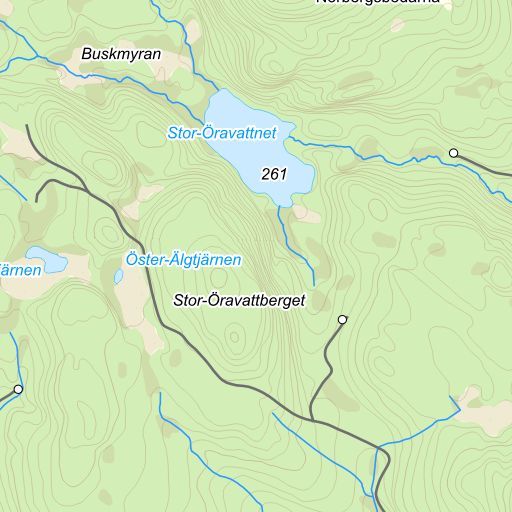 Buskmyran
Stor-Öravattnet
261
Öster-Älgtjärnen
Stor-Öravattberget